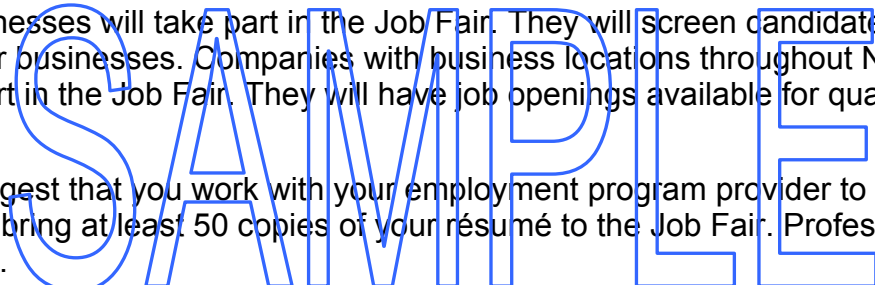 nesses will take part in the Job Fair. They will screen candidate
r businesses. Companies with business locations throughout N
rt in the Job Fair. They will have job openings available for qua
gest that you work with your employment program provider to
bring at least 50 copies of your résumé to the Job Fair. Profes
.
SAMPLE